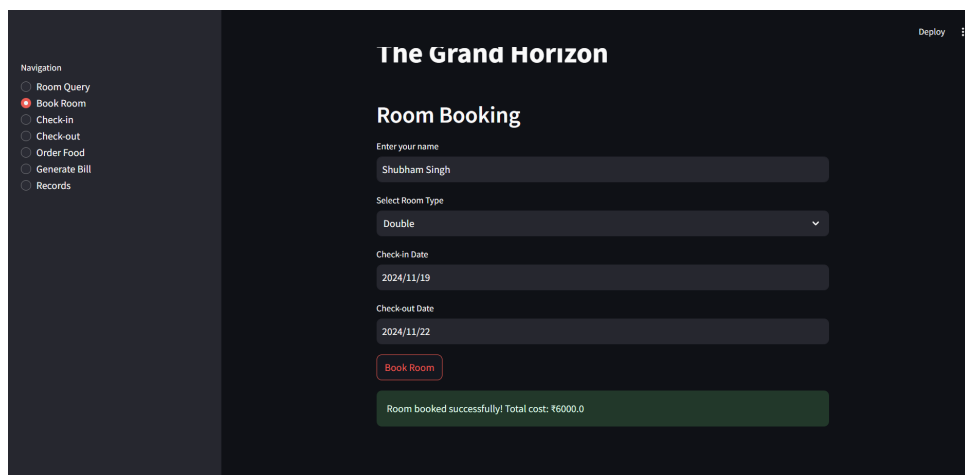 Deploy
Navigation
Room Query
Book Room
Check-in
Check-out
Order Food
Generate Bill
Records
The Grand Horizon
Room Booking
Enter your name
Shubham Singh
Select Room Type
Double
Check-in Date
2024/11/19
Check-out Date
2024/11/22
Book Room
Room booked successfully! Total cost: ₹6000.0